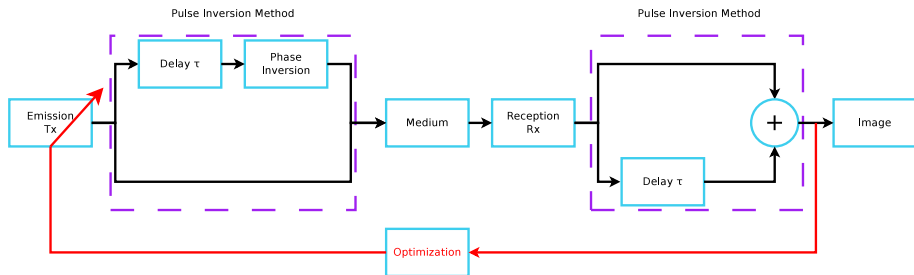 Pulse Inversion Method
Pulse Inversion Method
Delay τ
Phase
Inversion
Emission
Tx
Medium
Reception
Rx
+
Image
Delay τ
Optimization